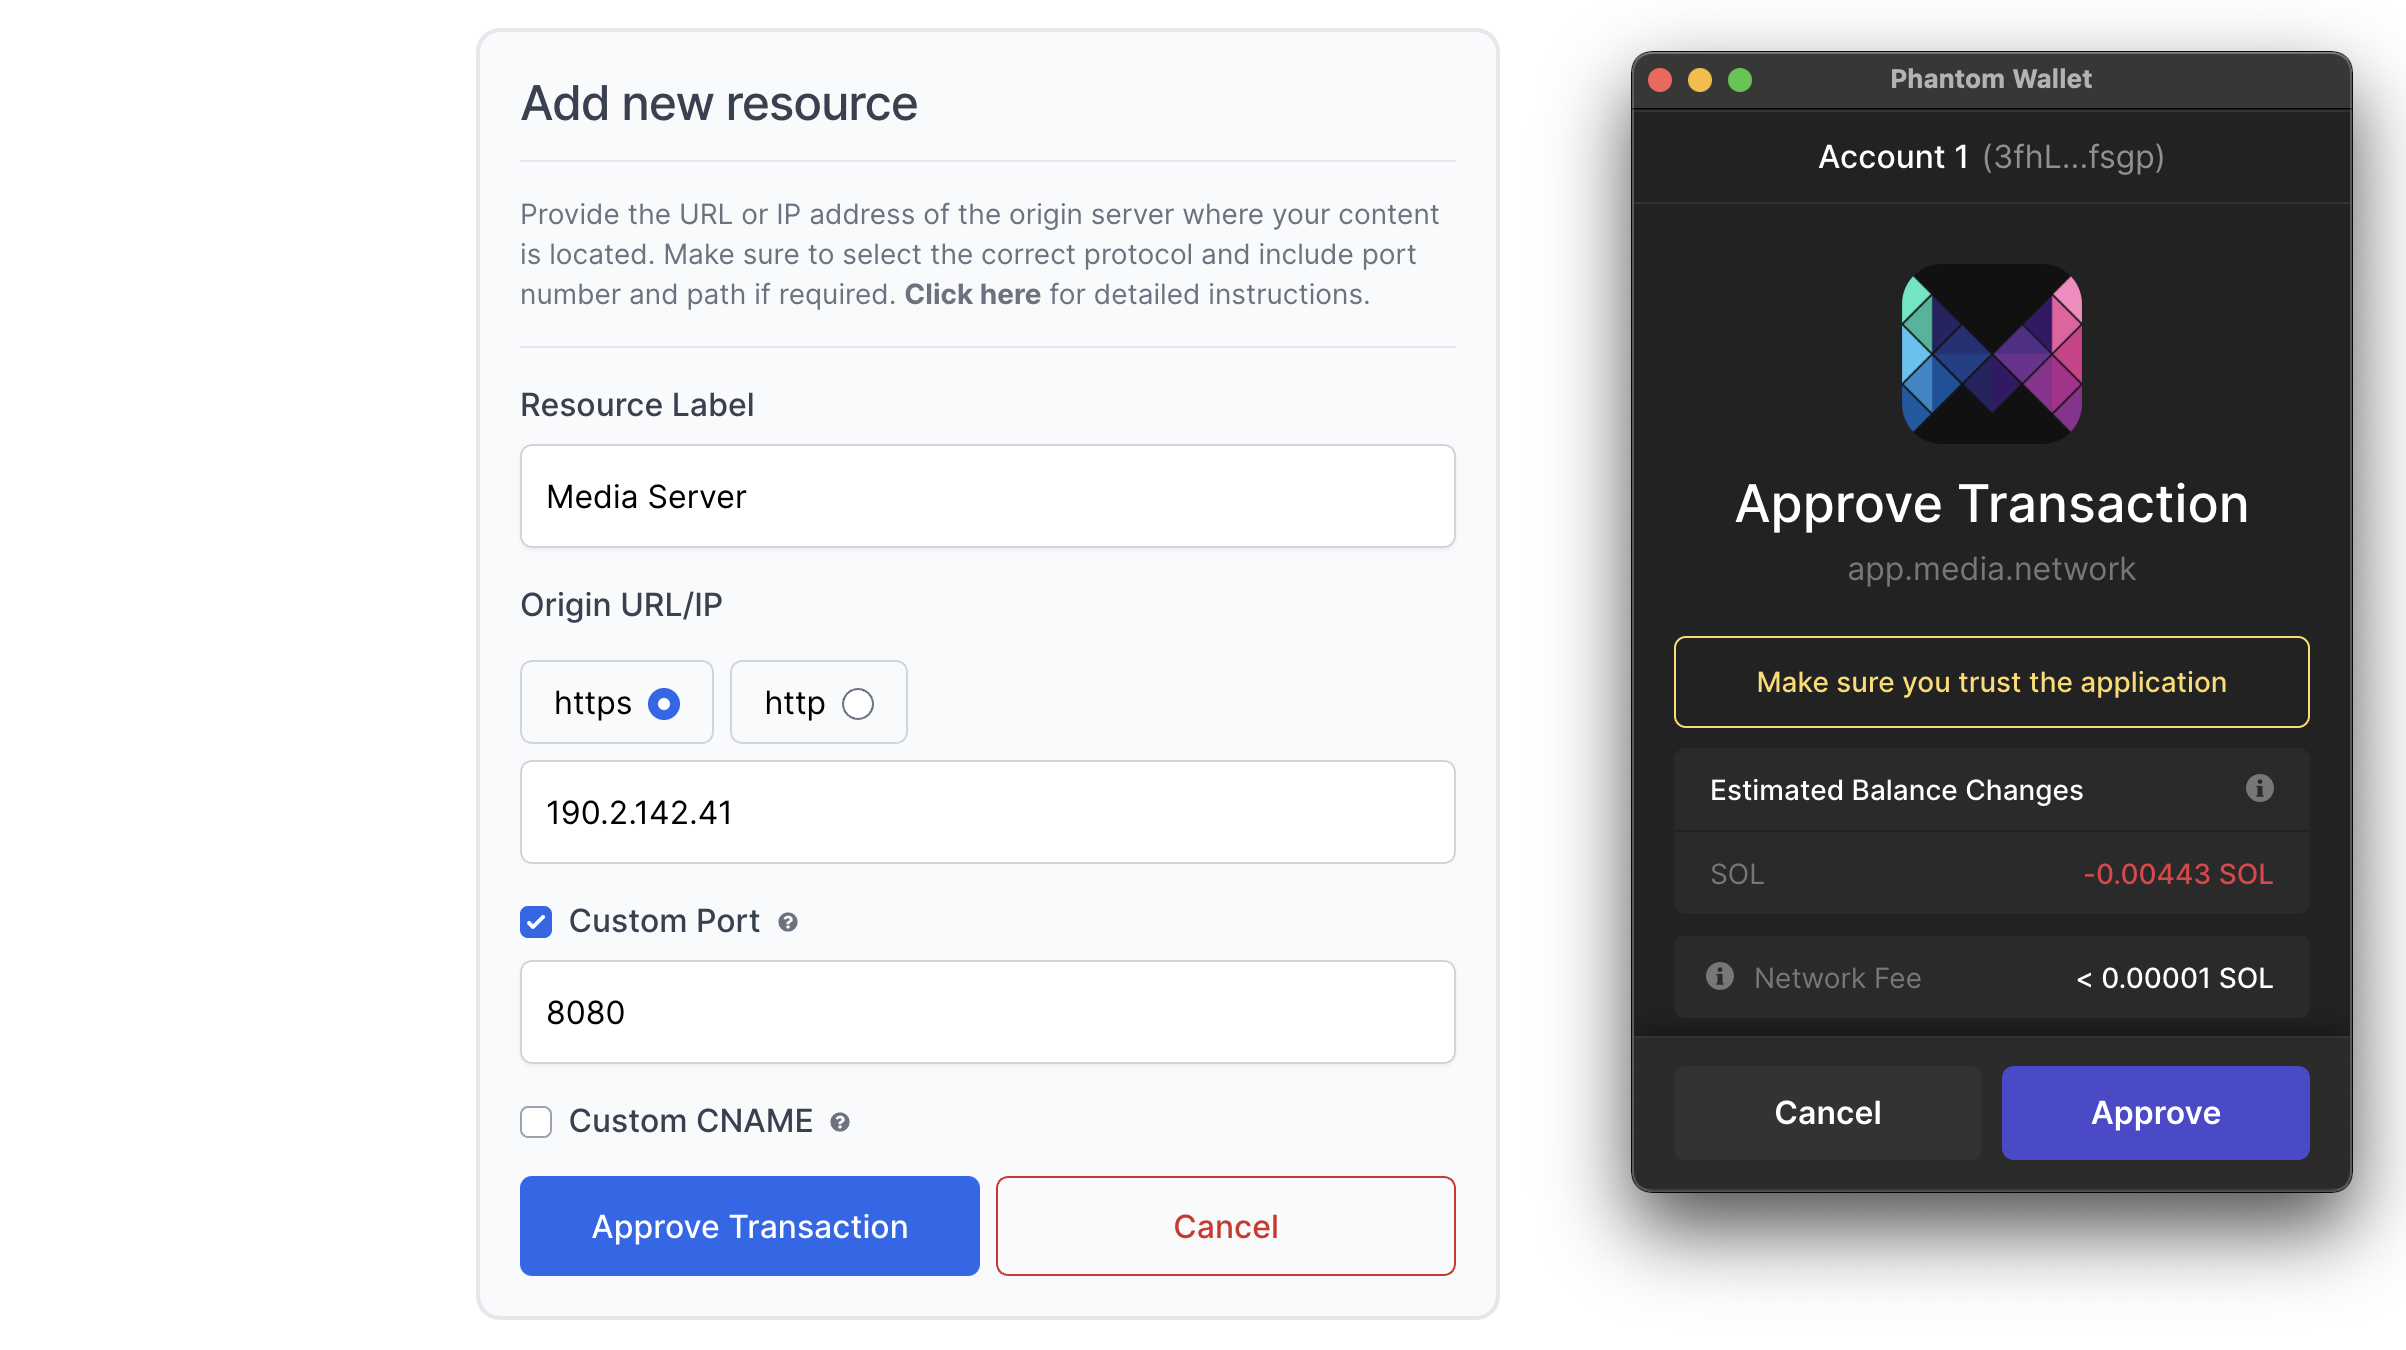 Add new resource
Provide the URL or IP address of the origin server where your content
is located. Make sure to select the correct protocol and include port
number and path if required. Click here for detailed instructions.
Resource Label
Media Server
Origin URL/IP
https
http
190.2.142.41
Custom Port
8080
Custom CNAME
Approve Transaction
Cancel
Phantom Wallet
Account 1 (3fhL...fsgp)
Approve Transaction
app.media.network
Make sure you trust the application
Estimated Balance Changes
SOL -0.00443 SOL
Network Fee < 0.00001 SOL
Cancel
Approve